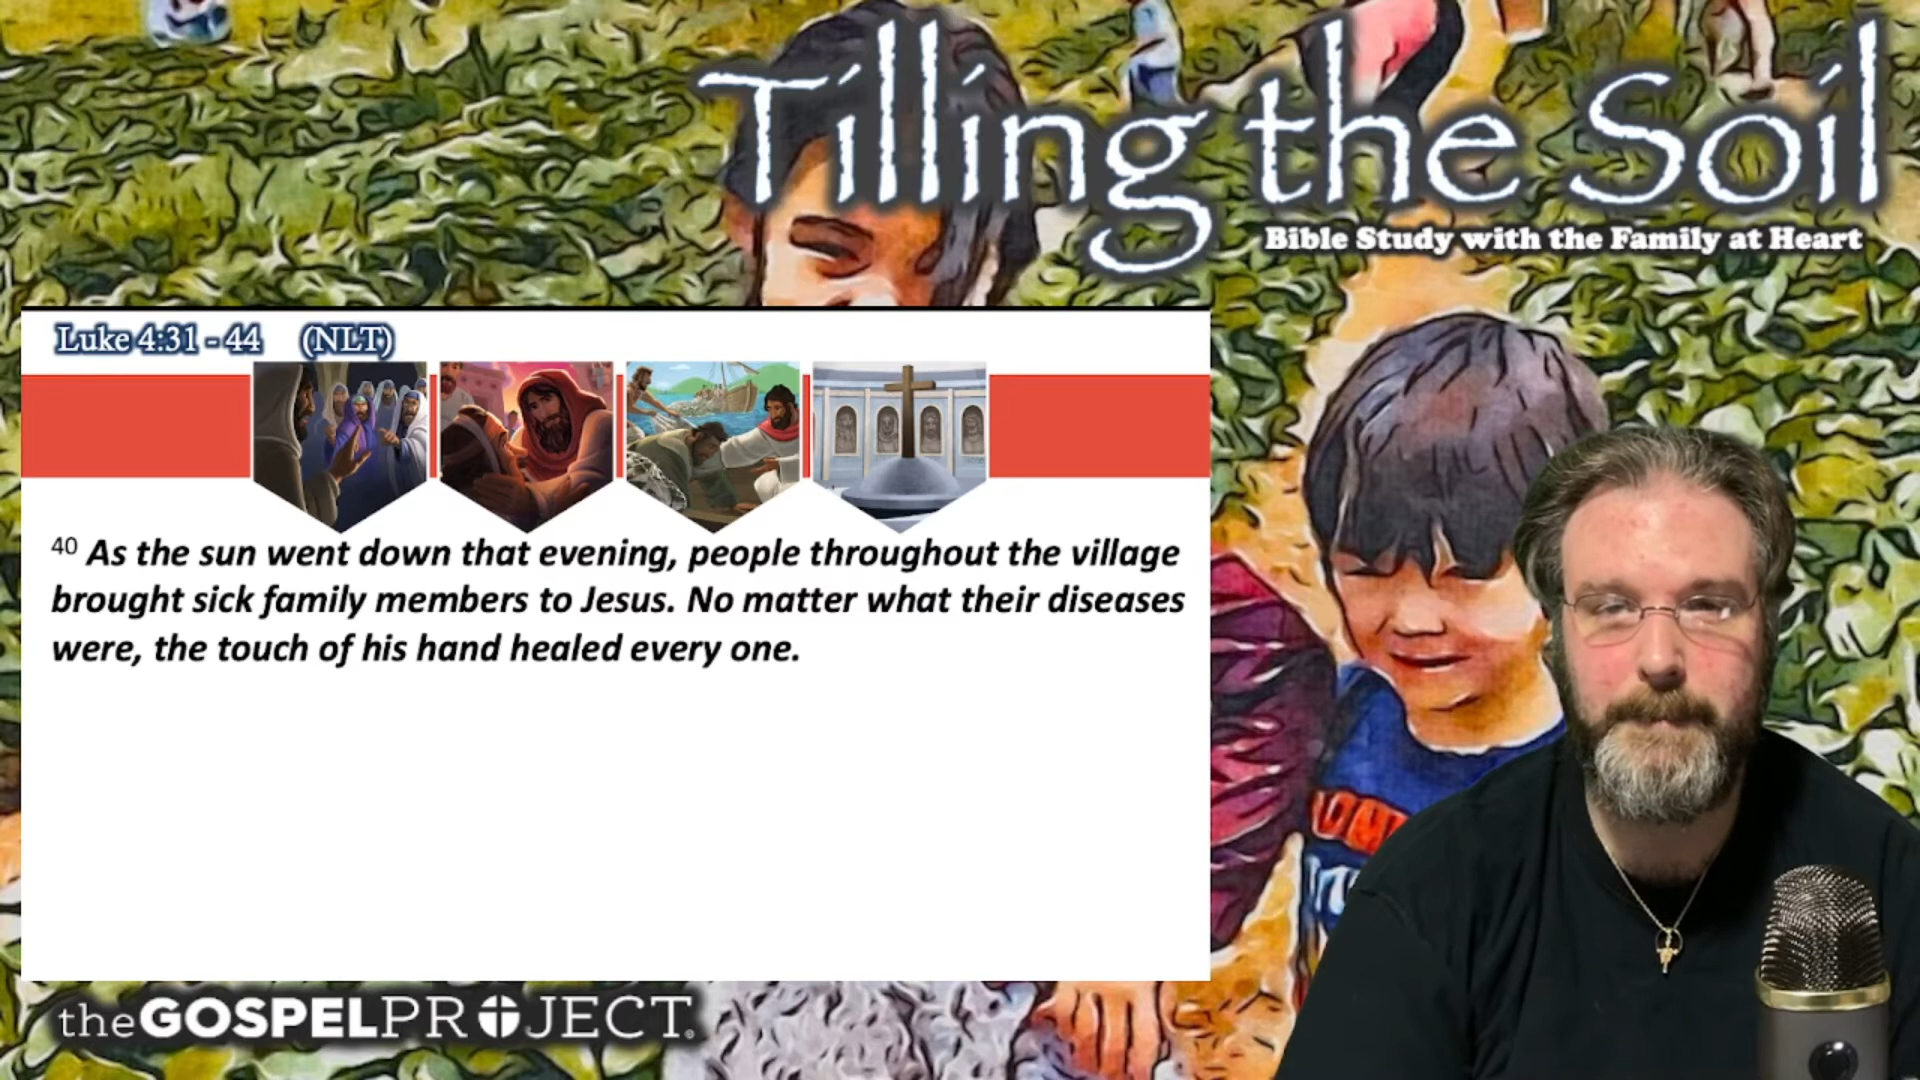 Tilling the Soil
Bible Study with the Family at Heart
Luke 4:31 - 44 (NLT)
40 As the sun went down that evening, people throughout the village
brought sick family members to Jesus. No matter what their diseases
were, the touch of his hand healed every one.
theGOSPELPROJECT®